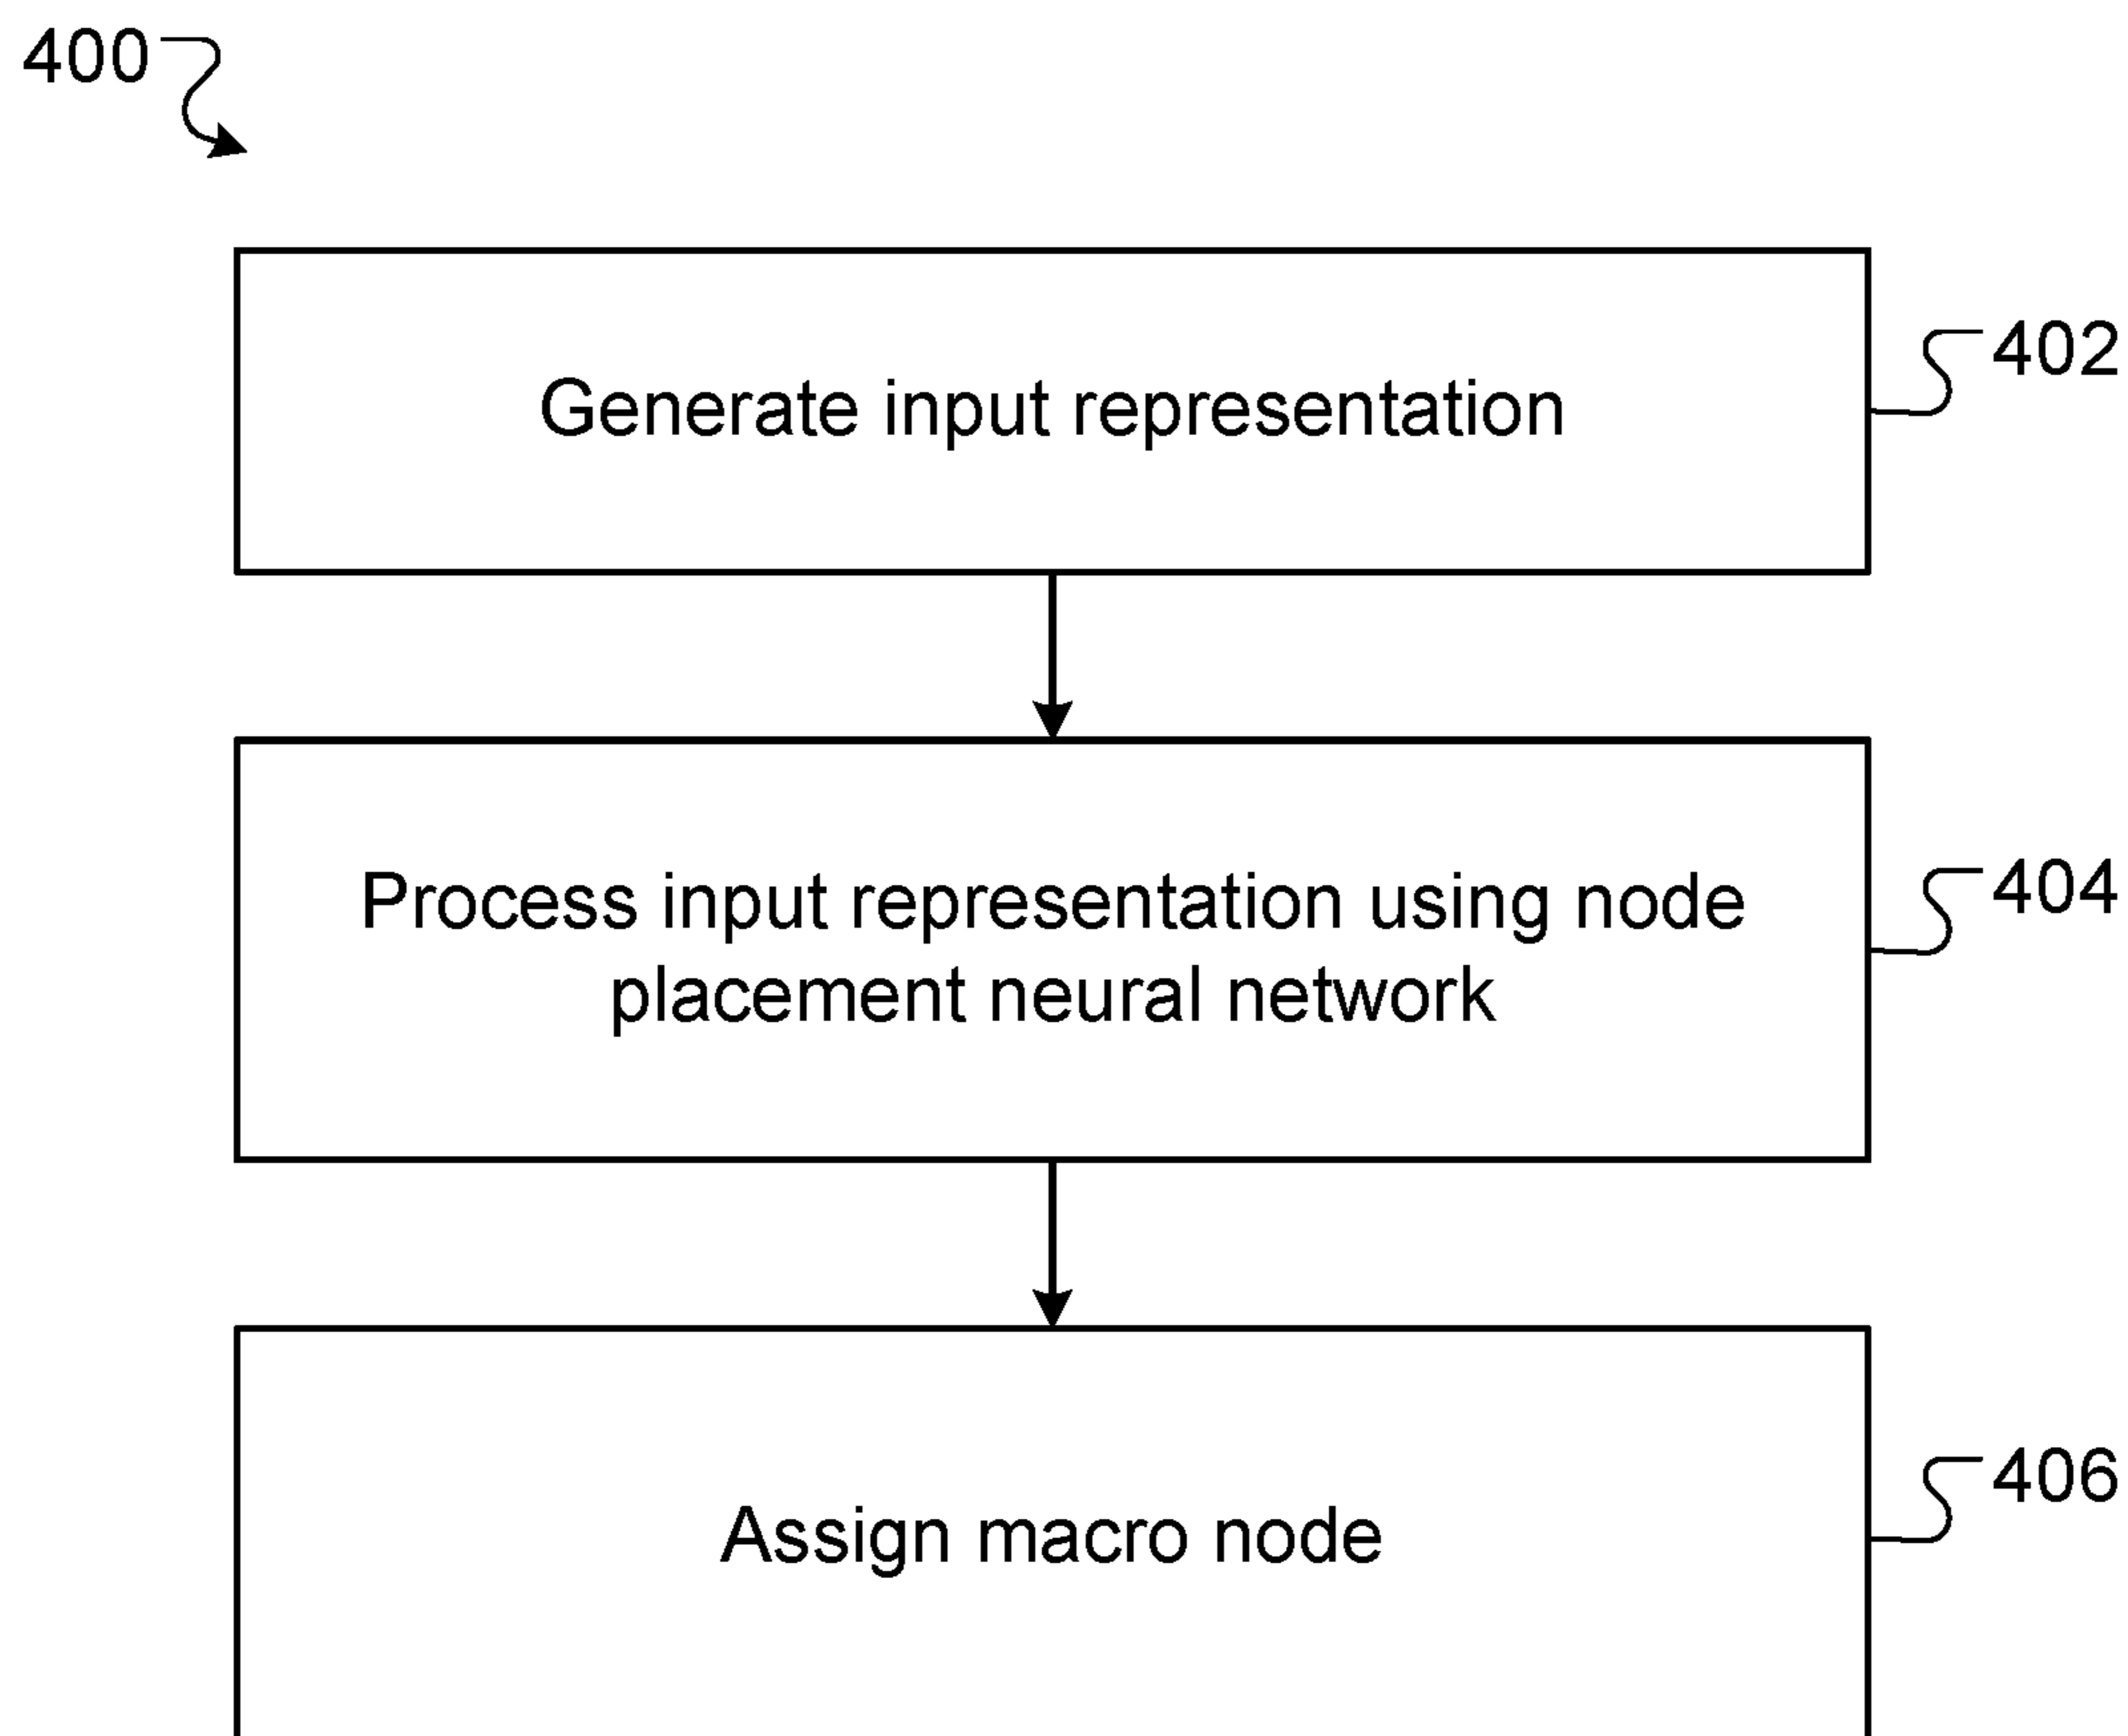 400
Generate input representation
402
Process input representation using node
placement neural network
404
Assign macro node
406